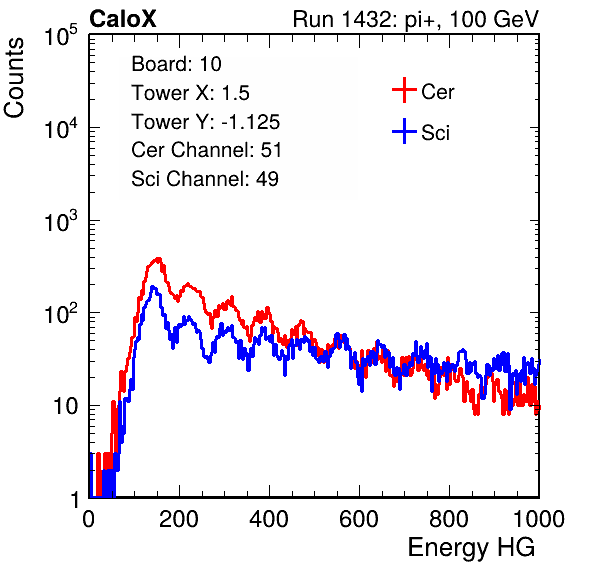 CaloX Run 1432: pi+, 100 GeV
Counts
10^5
10^4
10^3
10^2
10
1
Board: 10
Tower X: 1.5
Tower Y: -1.125
Cer Channel: 51
Sci Channel: 49
Cer
Sci
0 200 400 600 800 1000
Energy HG